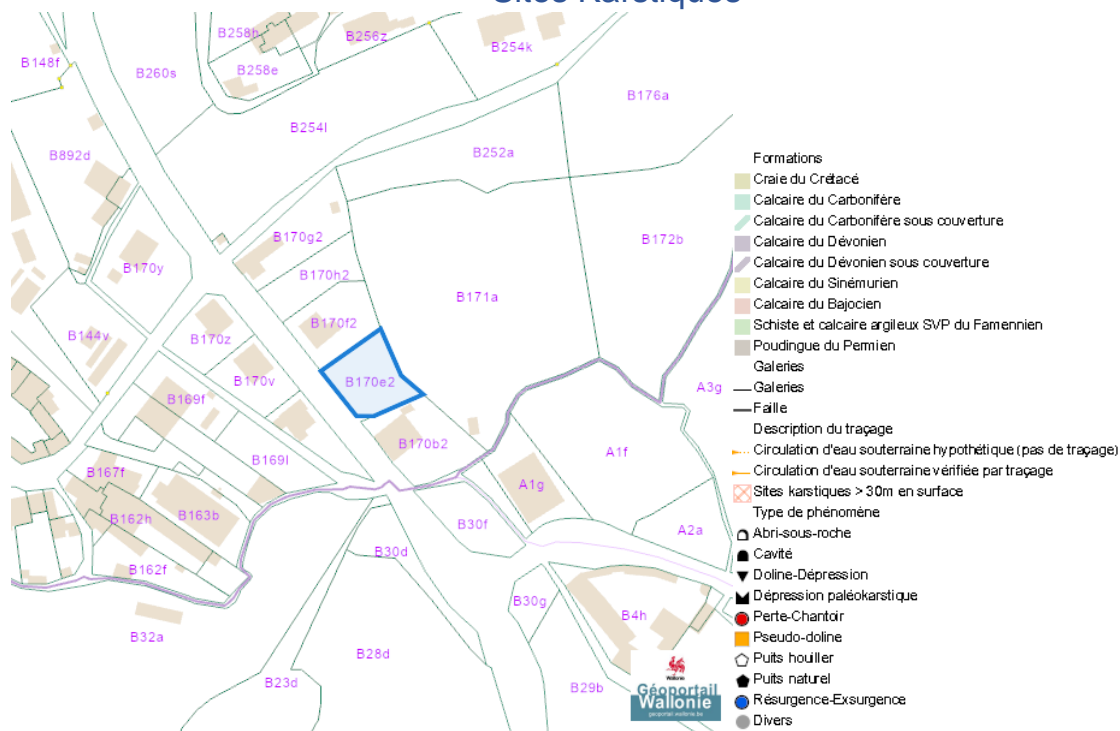 Sites Karstiques
B258h
B256z
B254k
B148f
B260s
B258e
B176a
B254l
B892d
B252a
B170g2
B172b
B170y
B170h2
B171a
B144v
B170z
B170f2
B170e2
A3g
B170v
B169f
B170b2
A1f
B169l
B167f
A1g
B162h
B163b
B30f
A2a
B162f
B30d
B30g
B4h
B32a
B28d
B23d
B29b
Wallonie
Géoportail
Wallonie
geoportail.wallonie.be
Formations
Craie du Crétacé
Calcaire du Carbonifère
Calcaire du Carbonifère sous couverture
Calcaire du Dévonien
Calcaire du Dévonien sous couverture
Calcaire du Sinémurien
Calcaire du Bajocien
Schiste et calcaire argileux SVP du Famennien
Poudingue du Permien
Galeries
Galeries
Faille
Description du traçage
Circulation d'eau souterraine hypothétique (pas de traçage)
Circulation d'eau souterraine vérifiée par traçage
Sites karstiques > 30m en surface
Type de phénomène
Abri-sous-roche
Cavité
Doline-Dépression
Dépression paléokarstique
Perte-Chantoir
Pseudo-doline
Puits houiller
Puits naturel
Résurgence-Exsurgence
Divers